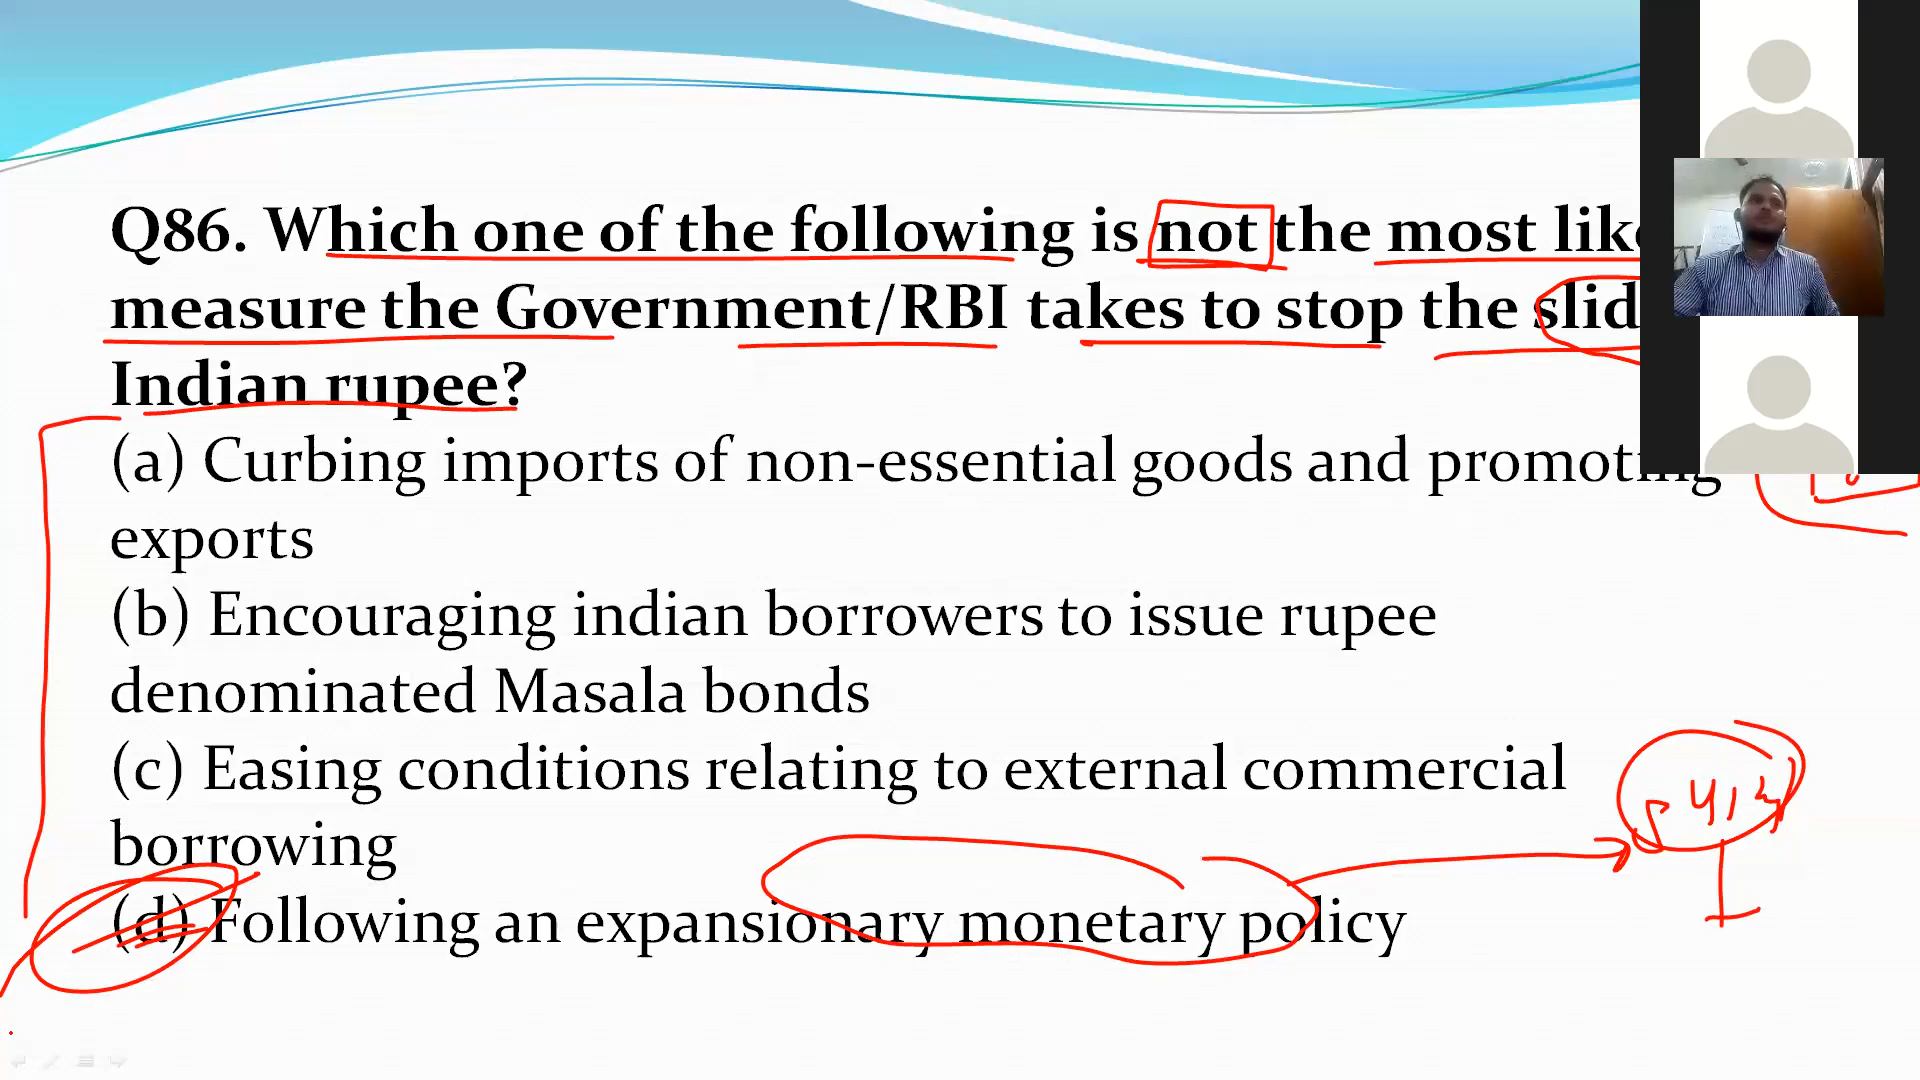 Q86. Which one of the following is not the most like
measure the Government/RBI takes to stop the slid
Indian rupee?
(a) Curbing imports of non-essential goods and promoting
exports
(b) Encouraging indian borrowers to issue rupee
denominated Masala bonds
(c) Easing conditions relating to external commercial
borrowing
(d) Following an expansionary monetary policy